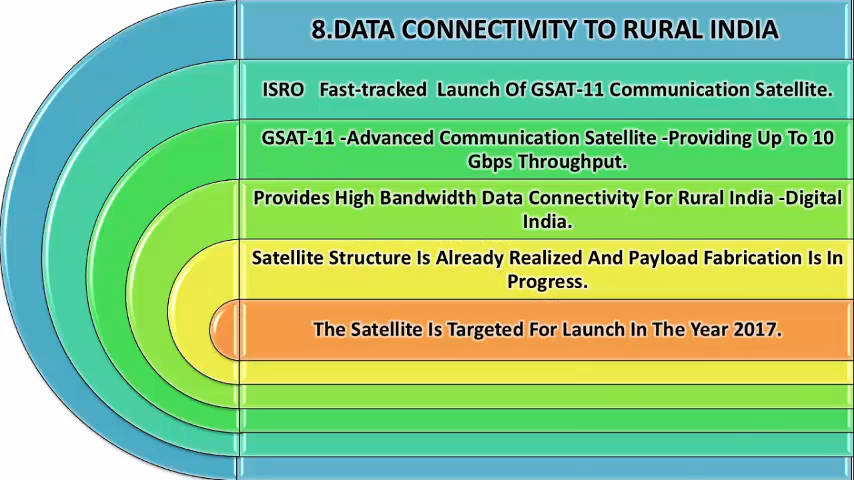 8.DATA CONNECTIVITY TO RURAL INDIA
ISRO Fast-tracked Launch Of GSAT-11 Communication Satellite.
GSAT-11 -Advanced Communication Satellite -Providing Up To 10
Gbps Throughput.
Provides High Bandwidth Data Connectivity For Rural India -Digital
India.
Satellite Structure Is Already Realized And Payload Fabrication Is In
Progress.
The Satellite Is Targeted For Launch In The Year 2017.